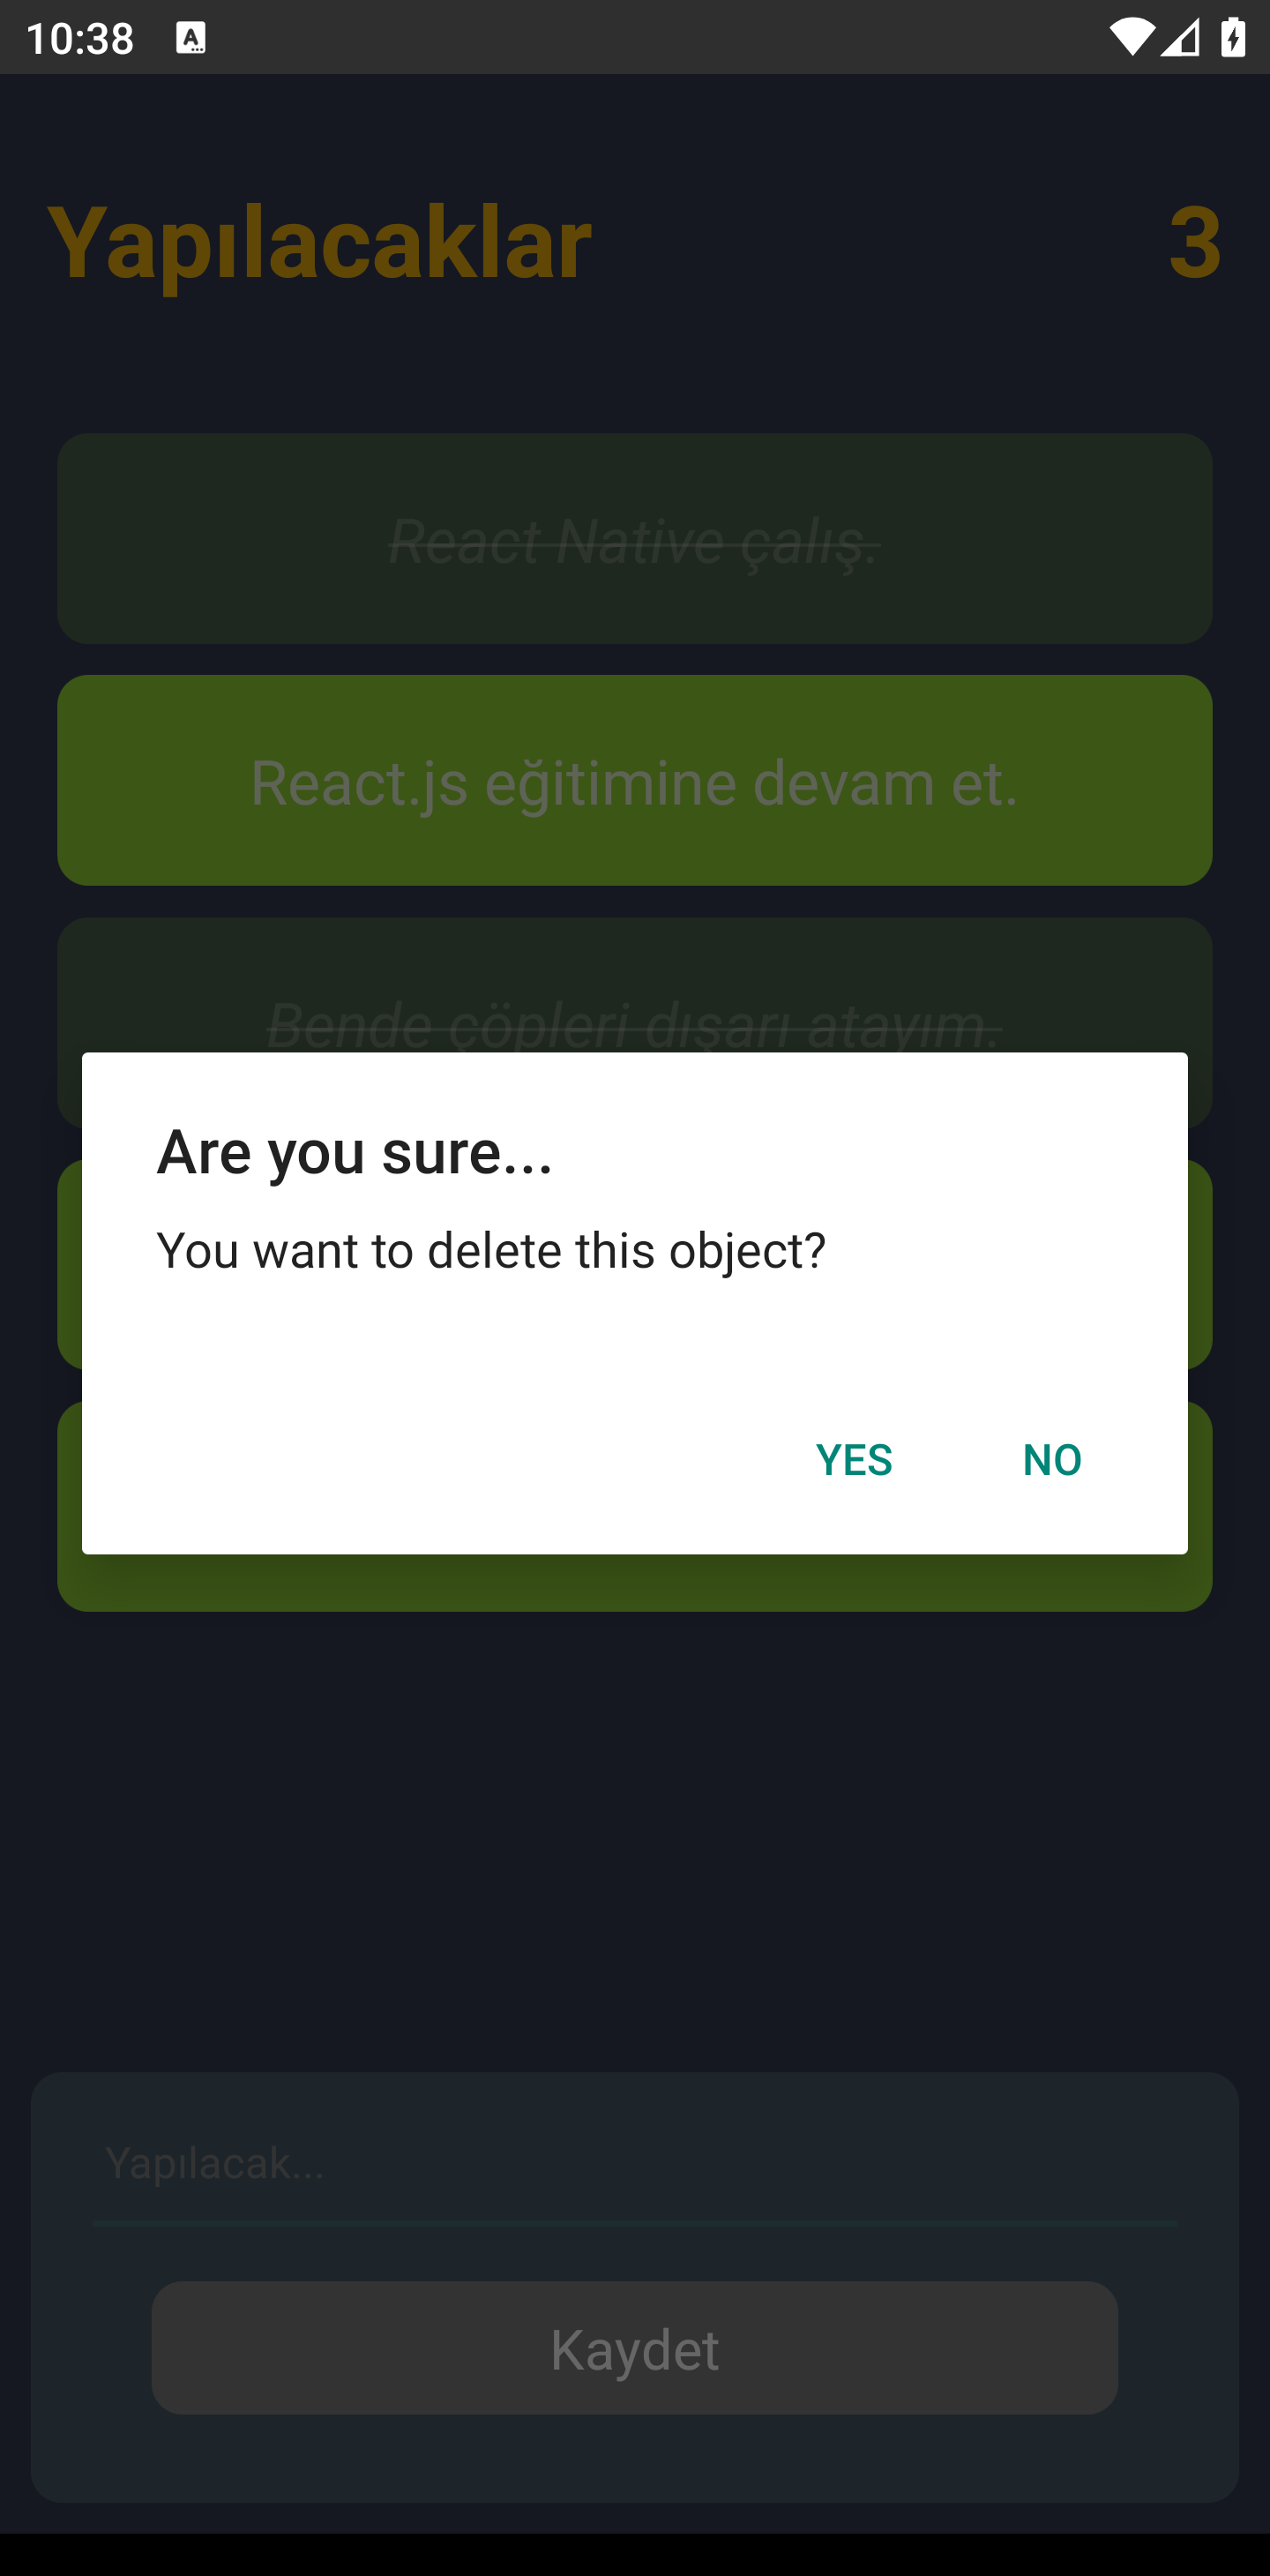 10:38
Yapılacaklar 3
React Native çalış.
React.js eğitimine devam et.
Bende çöpleri dışarı atayım.
Are you sure...
You want to delete this object?
YES NO
Yapılacak...
Kaydet